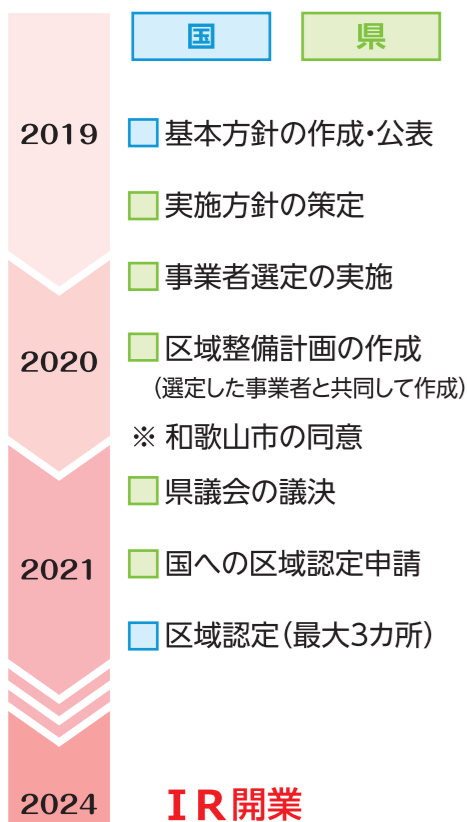 国 県
2019
基本方針の作成・公表
実施方針の策定
事業者選定の実施
2020
区域整備計画の作成
(選定した事業者と共同して作成)
※ 和歌山市の同意
県議会の議決
2021
国への区域認定申請
区域認定(最大3カ所)
2024
IR開業